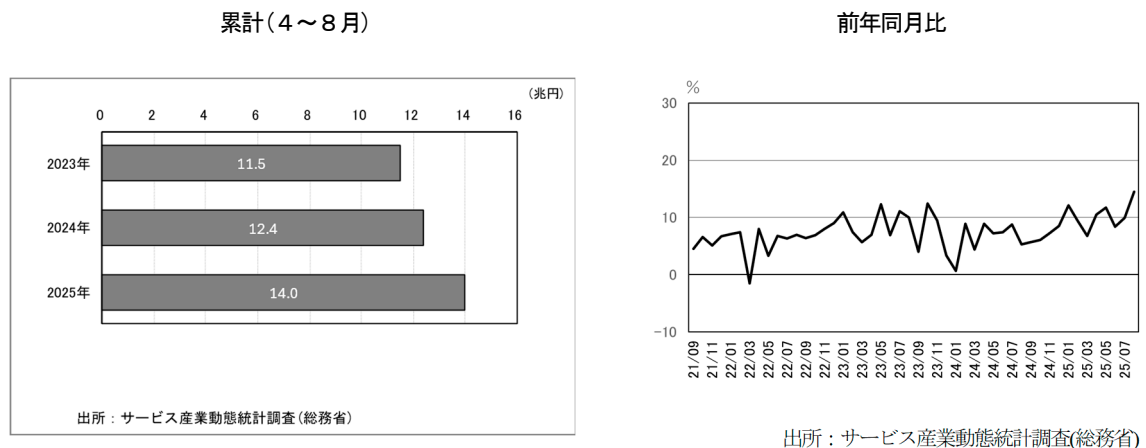 累計(4～8月)
(兆円)
0 2 4 6 8 10 12 14 16
2023年 11.5
2024年 12.4
2025年 14.0
出所：サービス産業動態統計調査(総務省)
前年同月比
%
30
20
10
0
-10
21/09 21/11 22/01 22/03 22/05 22/07 22/09 22/11 23/01 23/03 23/05 23/07 23/09 23/11 24/01 24/03 24/05 24/07 24/09 24/11 25/01 25/03 25/05 25/07
出所：サービス産業動態統計調査(総務省)